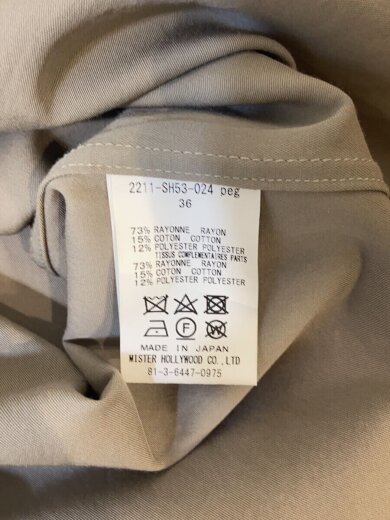 2211-SH53-024 peg
36
73% RAYONNE RAYON
15% COTON COTTON
12% POLYESTER POLYESTER
TISSUS COMPLEMENTAIRES PARTS
73% RAYONNE RAYON
15% COTON COTTON
12% POLYESTER POLYESTER
F W
MADE IN JAPAN
MISTER HOLLYWOOD CO.,LTD
81-3-6447-0975